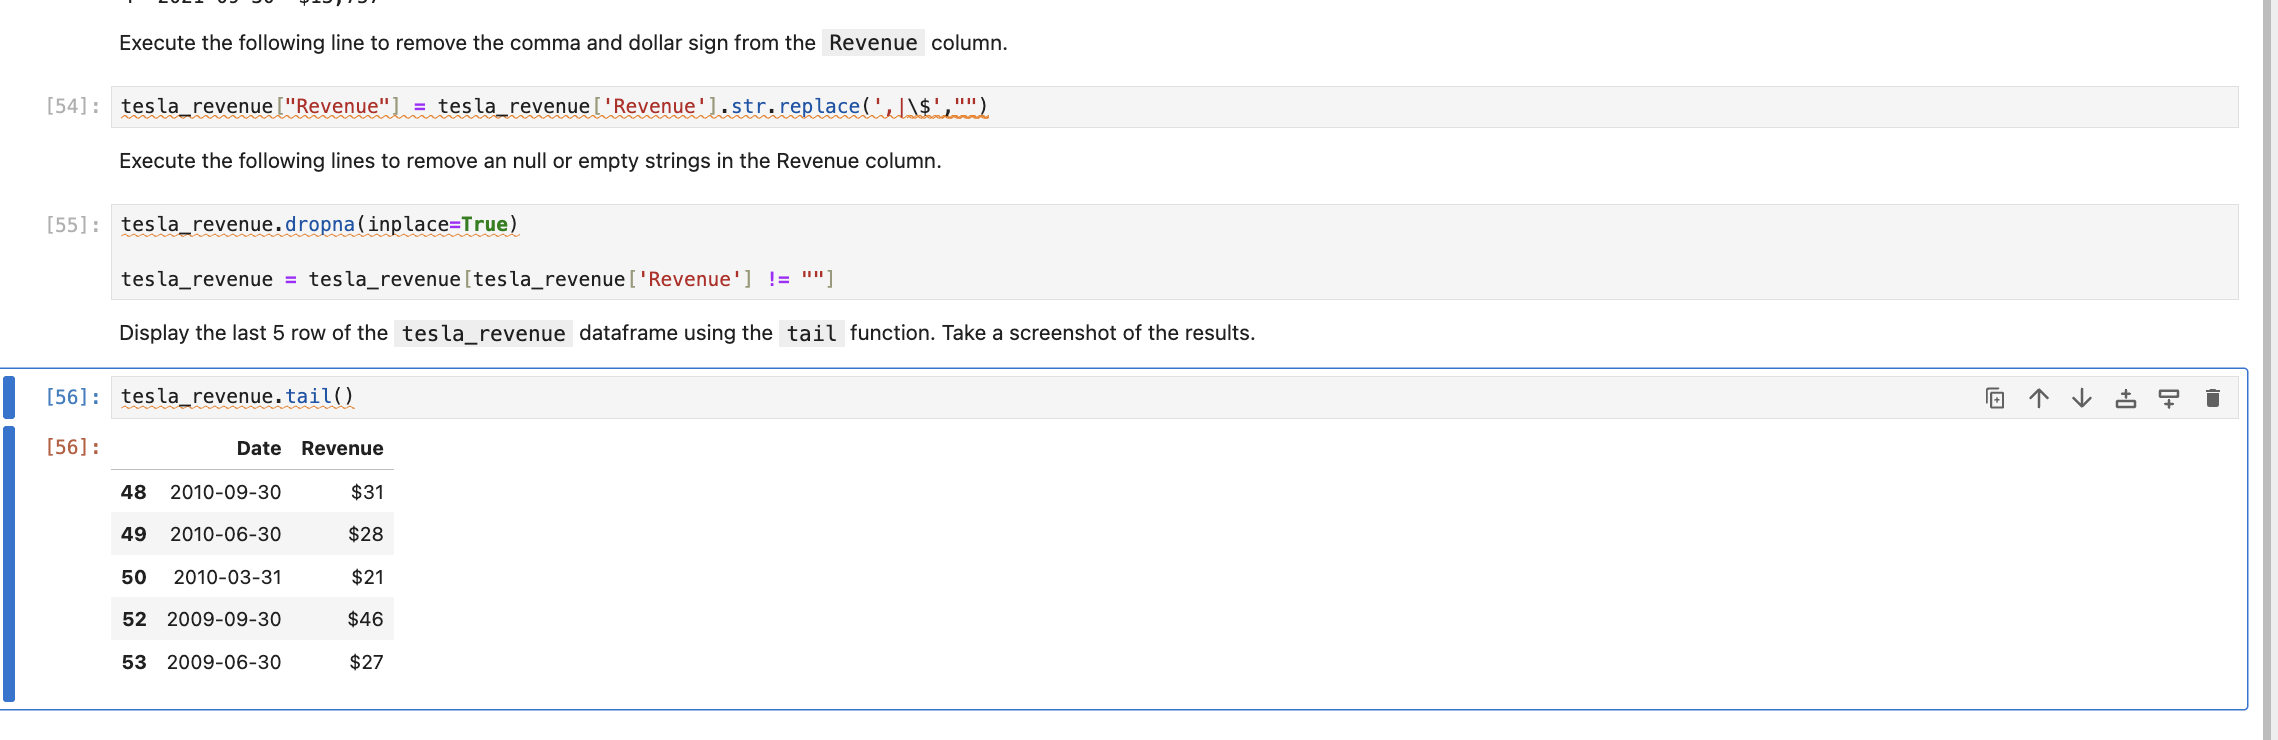 4 2021-09-30 $13,757
Execute the following line to remove the comma and dollar sign from the Revenue column.
[54]: tesla_revenue["Revenue"] = tesla_revenue['Revenue'].str.replace(',|\$',"")
Execute the following lines to remove an null or empty strings in the Revenue column.
[55]: tesla_revenue.dropna(inplace=True)
tesla_revenue = tesla_revenue[tesla_revenue['Revenue'] != ""]
Display the last 5 row of the tesla_revenue dataframe using the tail function. Take a screenshot of the results.
[56]: tesla_revenue.tail()
[56]: Date Revenue
48 2010-09-30 $31
49 2010-06-30 $28
50 2010-03-31 $21
52 2009-09-30 $46
53 2009-06-30 $27